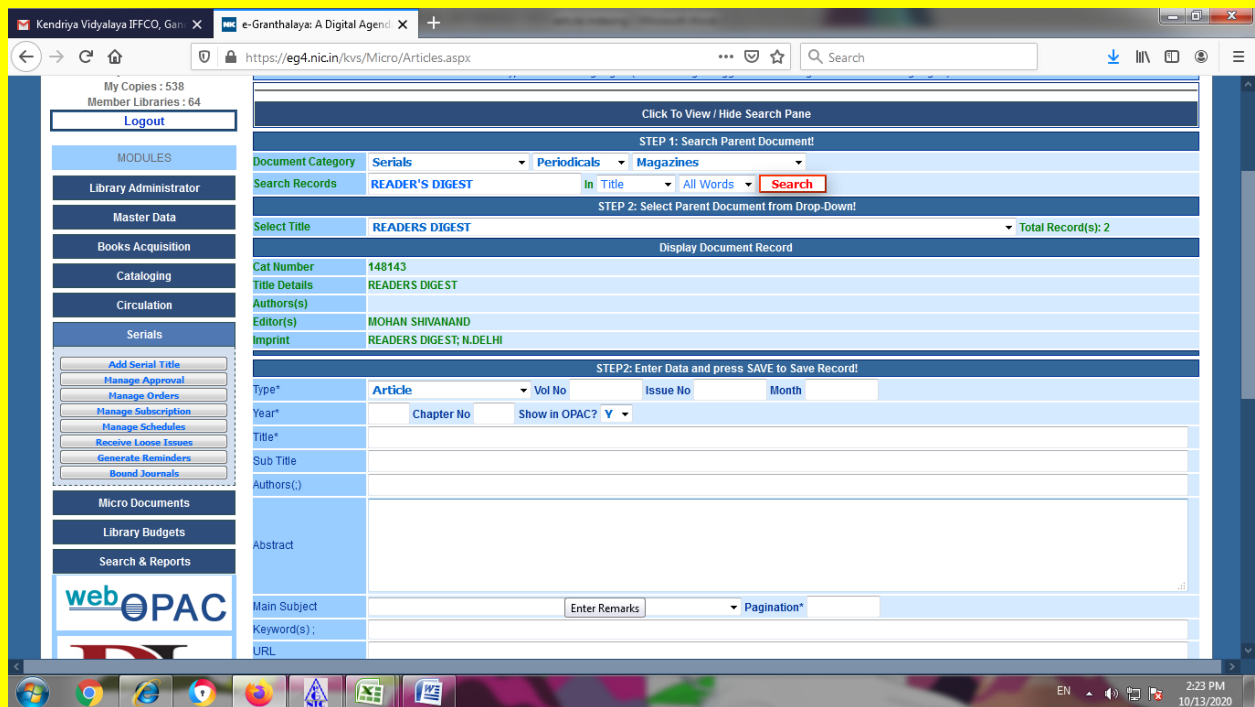 Kendriya Vidyalaya IFFCO, Gan
e-Granthalaya: A Digital Agend
https://eg4.nic.in/kvs/Micro/Articles.aspx
Search
My Copies : 538
Member Libraries : 64
Logout
MODULES
Library Administrator
Master Data
Books Acquisition
Cataloging
Circulation
Serials
Add Serial Title
Manage Approval
Manage Orders
Manage Subscription
Manage Schedules
Receive Loose Issues
Generate Reminders
Bound Journals
Micro Documents
Library Budgets
Search & Reports
web OPAC
Click To View / Hide Search Pane
STEP 1: Search Parent Document!
Document Category Serials Periodicals Magazines
Search Records READER'S DIGEST In Title All Words Search
STEP 2: Select Parent Document from Drop-Down!
Select Title READERS DIGEST Total Record(s): 2
Display Document Record
Cat Number 148143
Title Details READERS DIGEST
Authors(s)
Editor(s) MOHAN SHIVANAND
Imprint READERS DIGEST; N.DELHI
STEP2: Enter Data and press SAVE to Save Record!
Type* Article Vol No Issue No Month
Year* Chapter No Show in OPAC? Y
Title*
Sub Title
Authors(;)
Abstract
Main Subject Enter Remarks Pagination*
Keyword(s) ;
URL
EN 2:23 PM
10/13/2020